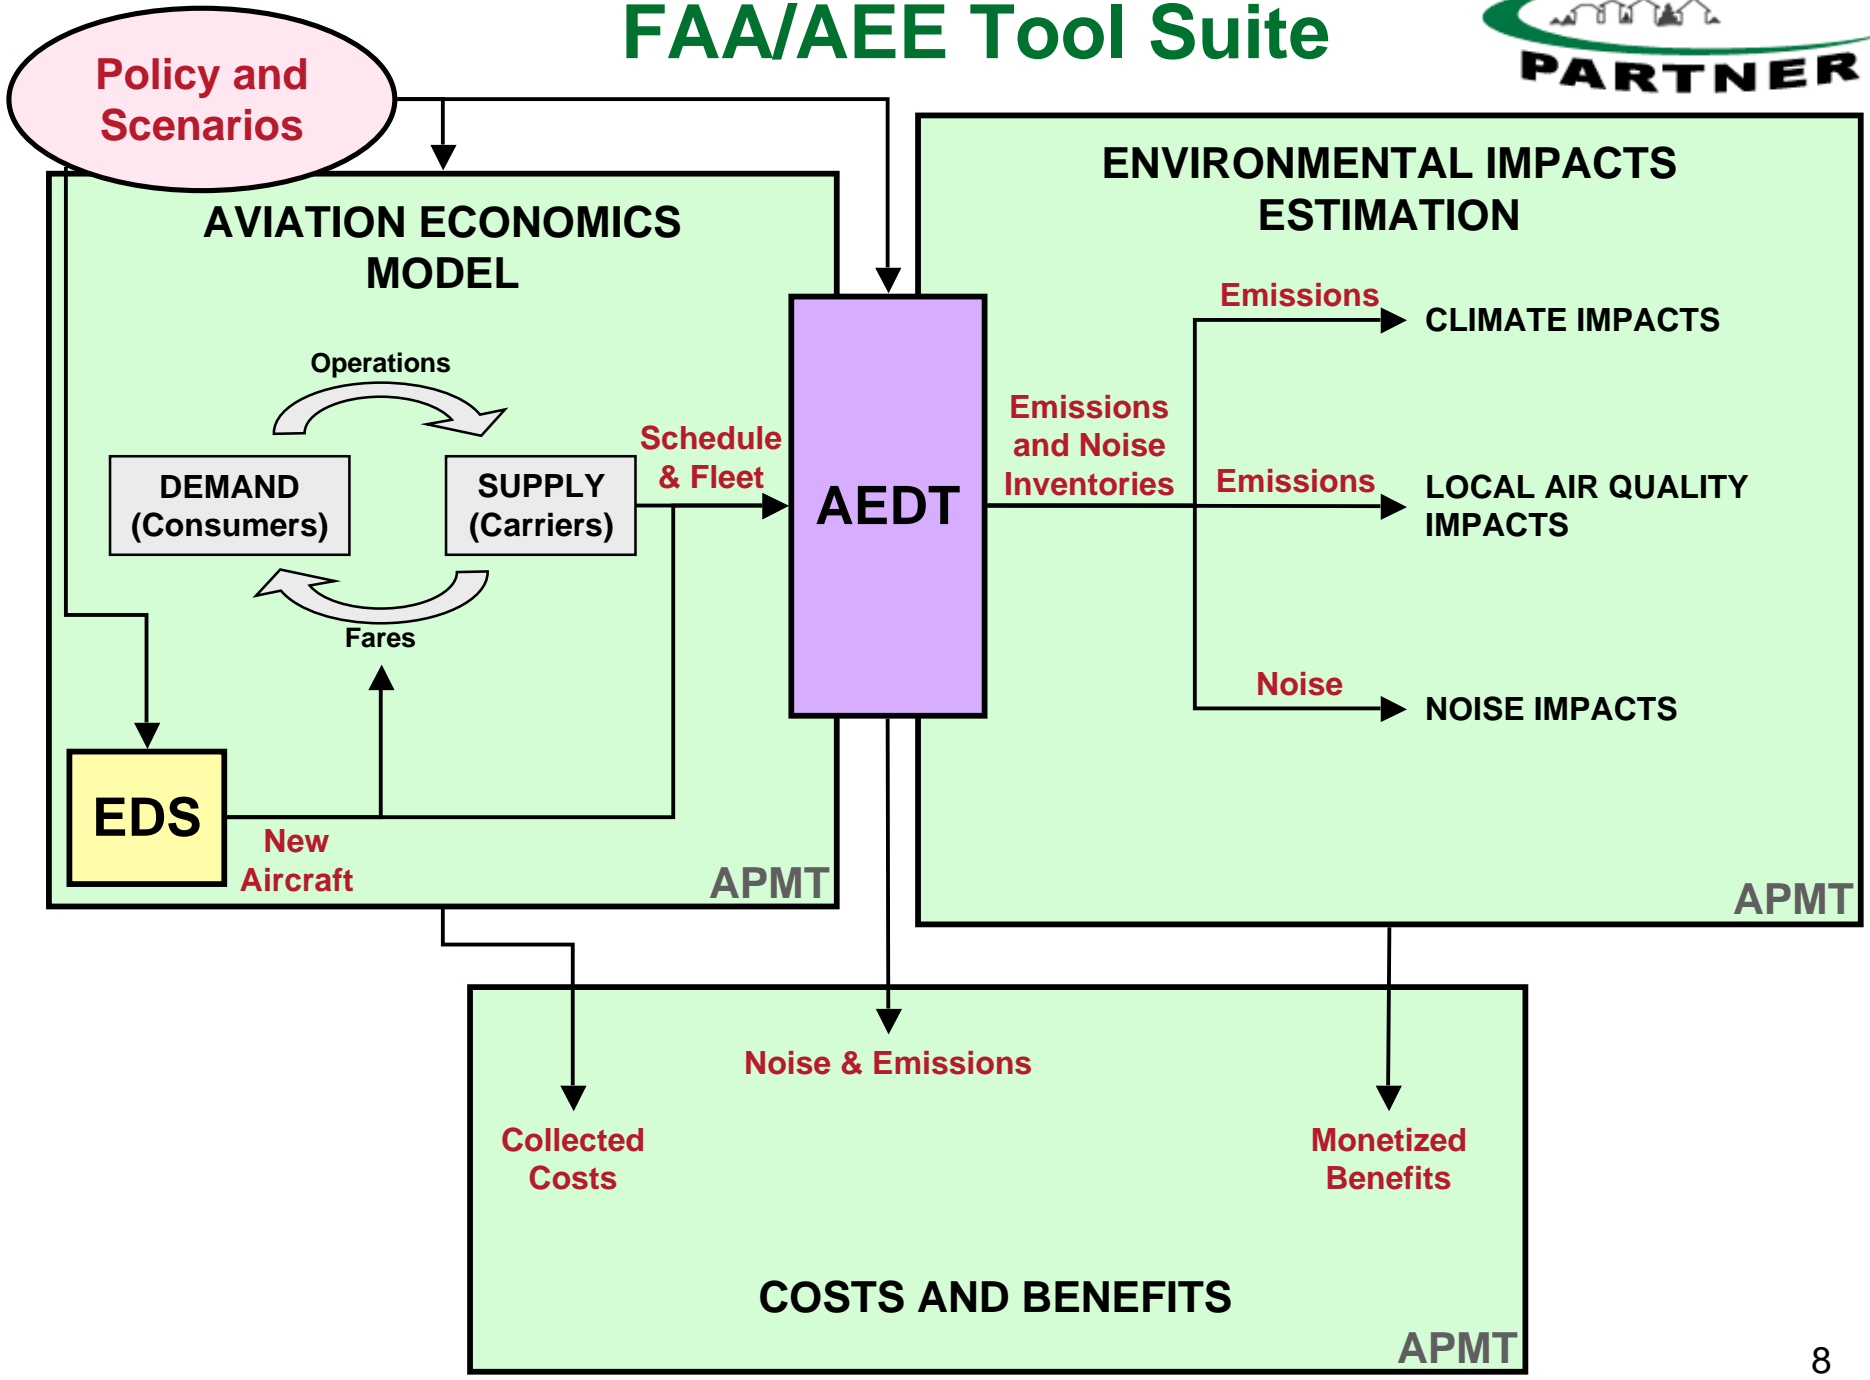 FAA/AEE Tool Suite
PARTNER
Policy and
Scenarios
AVIATION ECONOMICS
MODEL
Operations
DEMAND
(Consumers)
SUPPLY
(Carriers)
Fares
Schedule
& Fleet
EDS
New
Aircraft
APMT
AEDT
ENVIRONMENTAL IMPACTS
ESTIMATION
Emissions
and Noise
Inventories
Emissions
CLIMATE IMPACTS
Emissions
LOCAL AIR QUALITY
IMPACTS
Noise
NOISE IMPACTS
APMT
Noise & Emissions
Collected
Costs
Monetized
Benefits
COSTS AND BENEFITS
APMT
8